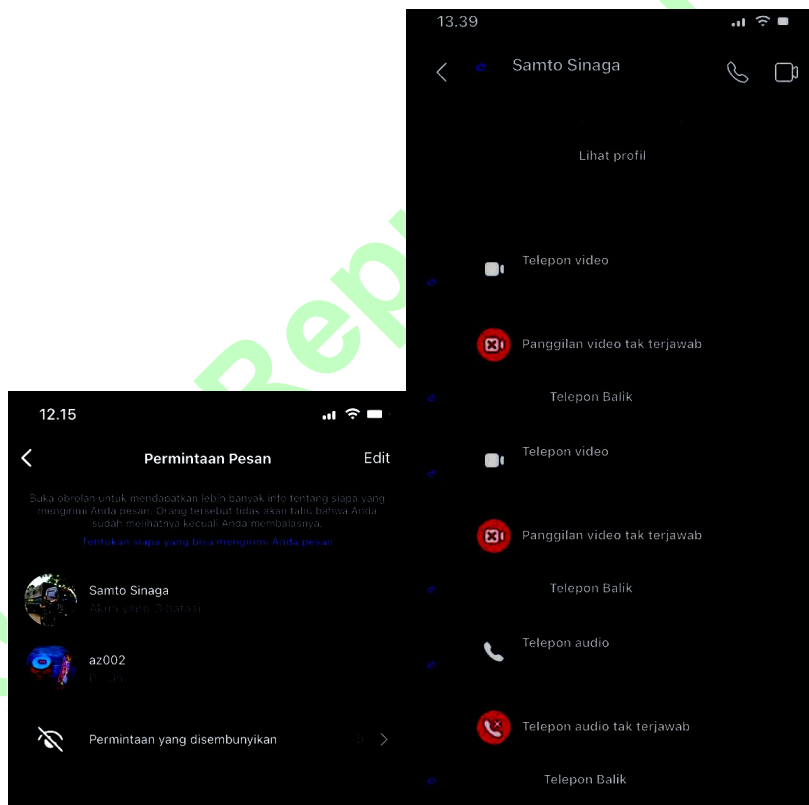 13.39
Samto Sinaga
Lihat profil
Telepon video
Panggilan video tak terjawab
Telepon Balik
Telepon video
Panggilan video tak terjawab
Telepon Balik
Telepon audio
Telepon audio tak terjawab
Telepon Balik
12.15
Permintaan Pesan
Edit
Buka obrolan untuk mendapatkan lebih banyak info tentang siapa yang
mengirimi Anda pesan. Orang tersebut tidak akan tahu bahwa Anda
sudah melihatnya kecuali Anda membalasnya.
Tentukan siapa yang bisa mengirimi Anda pesan
Samto Sinaga
Akun yang Dibatasi
az002
Permintaan yang disembunyikan